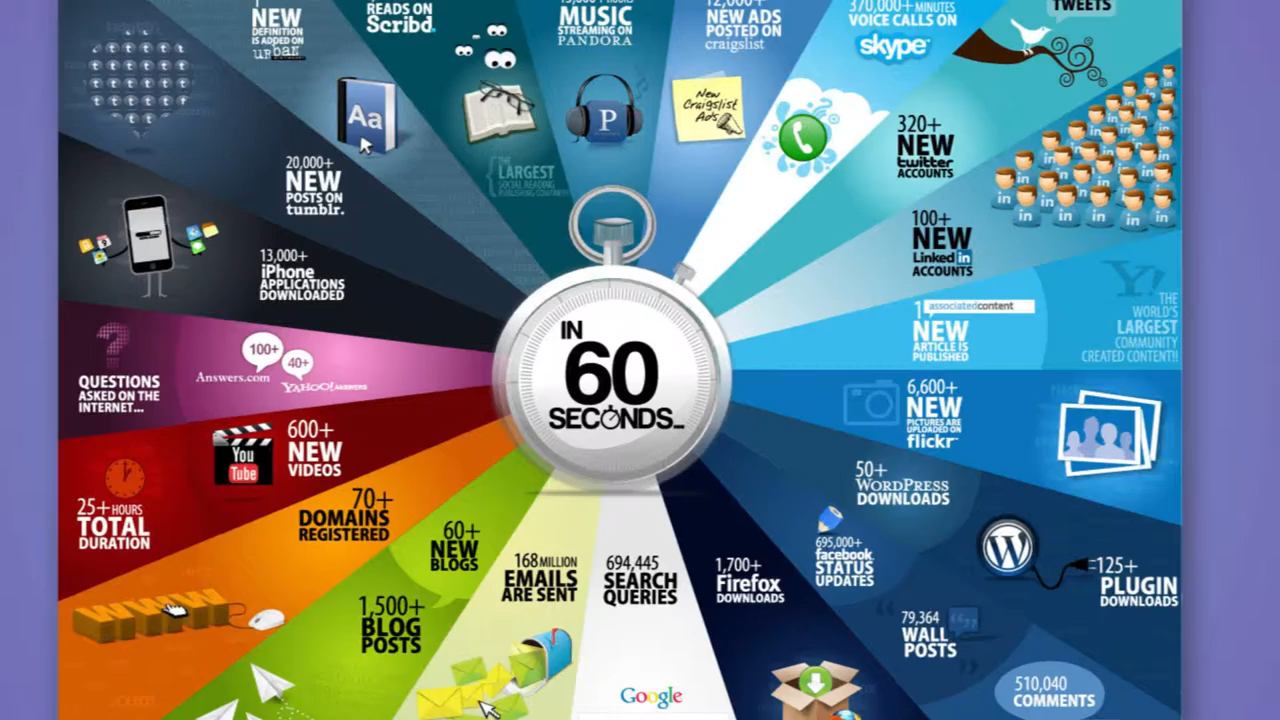 1
NEW
DEFINITION
IS ADDED ON
urban
READS ON
Scribd.
MUSIC
STREAMING ON
PANDORA
12,000+
NEW ADS
POSTED ON
craigslist
370,000+ MINUTES
VOICE CALLS ON
skype
TWEETS
Aa
P
New
Craigslist
Ads
THE
LARGEST
SOCIAL READING
PUBLISHING COMPANY
20,000+
NEW
POSTS ON
tumblr.
320+
NEW
twitter
ACCOUNTS
100+
NEW
Linked in
ACCOUNTS
13,000+
iPhone
APPLICATIONS
DOWNLOADED
1
associatedcontent
NEW
ARTICLE IS
PUBLISHED
Y!
THE
WORLD'S
LARGEST
COMMUNITY
CREATED CONTENT!!
IN
60
SECONDS...
?
QUESTIONS
ASKED ON THE
INTERNET...
100+
Answers.com
40+
YAHOO! ANSWERS
6,600+
NEW
PICTURES ARE
UPLOADED ON
flickr
You
Tube
600+
NEW
VIDEOS
25+ HOURS
TOTAL
DURATION
70+
DOMAINS
REGISTERED
50+
WORDPRESS
DOWNLOADS
W
125+
PLUGIN
DOWNLOADS
60+
NEW
BLOGS
1,500+
BLOG
POSTS
168 MILLION
EMAILS
ARE SENT
694,445
SEARCH
QUERIES
Google
1,700+
Firefox
DOWNLOADS
695,000+
facebook
STATUS
UPDATES
79,364
WALL
POSTS
510,040
COMMENTS
WWW